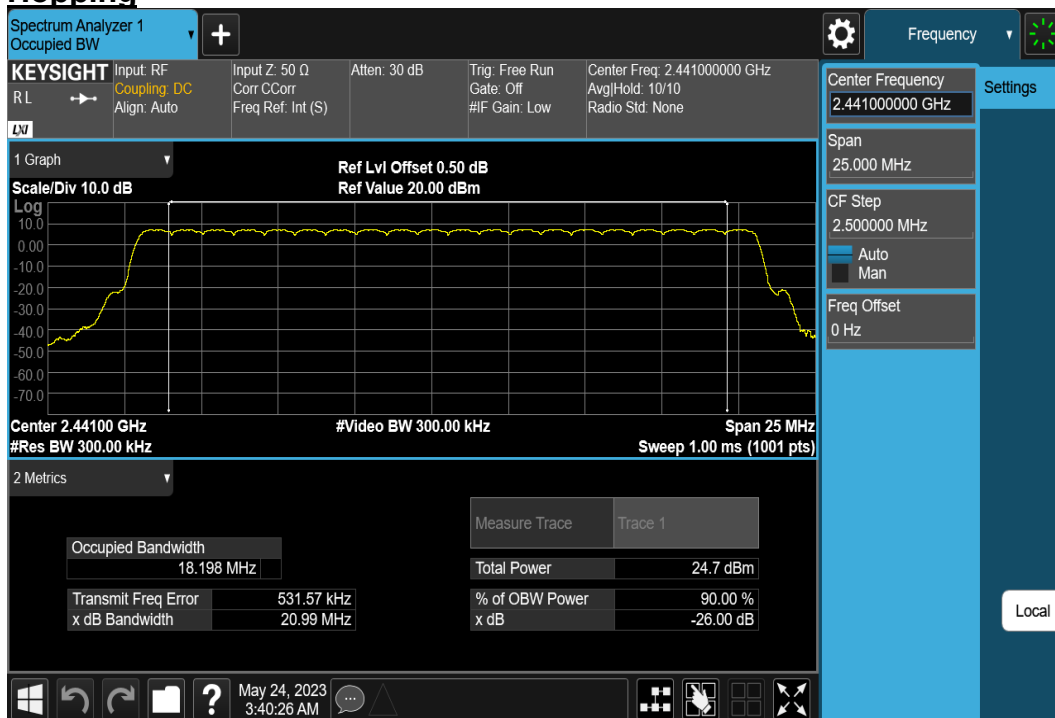 Hopping
Spectrum Analyzer 1
Occupied BW
+
Frequency
KEYSIGHT
R L
LXI
Input: RF
Coupling: DC
Align: Auto
Input Z: 50 Ω
Corr CCorr
Freq Ref: Int (S)
Atten: 30 dB
Trig: Free Run
Gate: Off
#IF Gain: Low
Center Freq: 2.441000000 GHz
Avg|Hold: 10/10
Radio Std: None
Center Frequency
2.441000000 GHz
Settings
Span
25.000 MHz
CF Step
2.500000 MHz
Auto
Man
Freq Offset
0 Hz
Local
1 Graph
Scale/Div 10.0 dB
Ref Lvl Offset 0.50 dB
Ref Value 20.00 dBm
Log
10.0
0.00
-10.0
-20.0
-30.0
-40.0
-50.0
-60.0
-70.0
Center 2.44100 GHz
#Res BW 300.00 kHz
#Video BW 300.00 kHz
Span 25 MHz
Sweep 1.00 ms (1001 pts)
2 Metrics
Measure Trace Trace 1
Occupied Bandwidth
18.198 MHz
Total Power 24.7 dBm
Transmit Freq Error 531.57 kHz
% of OBW Power 90.00 %
x dB Bandwidth 20.99 MHz
x dB -26.00 dB
?
May 24, 2023
3:40:26 AM